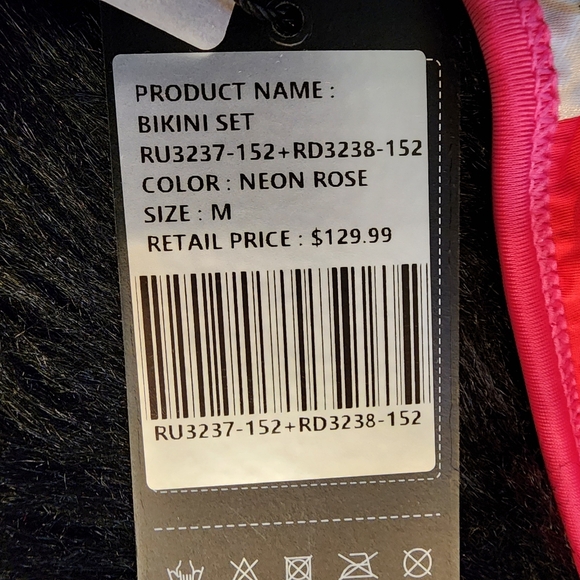 PRODUCT NAME :
BIKINI SET
RU3237-152+RD3238-152
COLOR : NEON ROSE
SIZE : M
RETAIL PRICE : $129.99
RU3237-152+RD3238-152